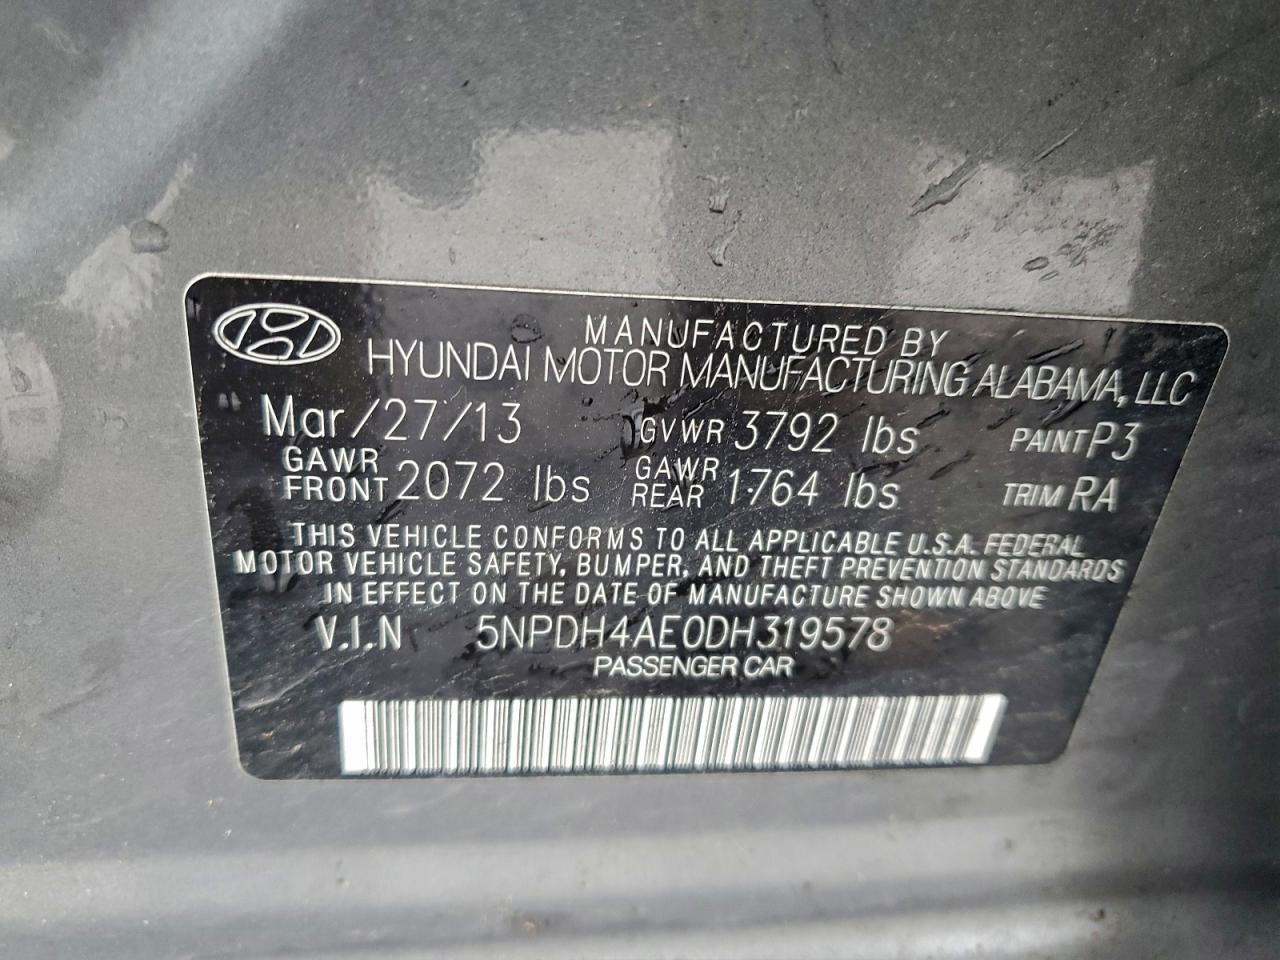 MANUFACTURED BY
HYUNDAI MOTOR MANUFACTURING ALABAMA, LLC
Mar/27/13 GVWR 3792 lbs PAINT P3
GAWR FRONT 2072 lbs GAWR REAR 1764 lbs TRIM RA
THIS VEHICLE CONFORMS TO ALL APPLICABLE U.S.A. FEDERAL
MOTOR VEHICLE SAFETY, BUMPER, AND THEFT PREVENTION STANDARDS
IN EFFECT ON THE DATE OF MANUFACTURE SHOWN ABOVE
V.I.N 5NPDH4AE0DH319578
PASSENGER CAR